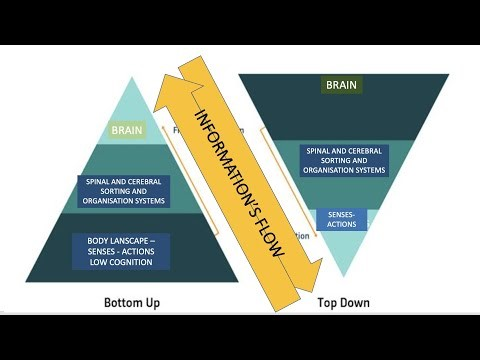 BRAIN
SPINAL AND CEREBRAL
SORTING AND
ORGANISATION SYSTEMS
BODY LANSCAPE –
SENSES - ACTIONS
LOW COGNITION
Bottom Up
INFORMATION'S FLOW
BRAIN
SPINAL AND CEREBRAL
SORTING AND
ORGANISATION SYSTEMS
SENSES-
ACTIONS
Top Down